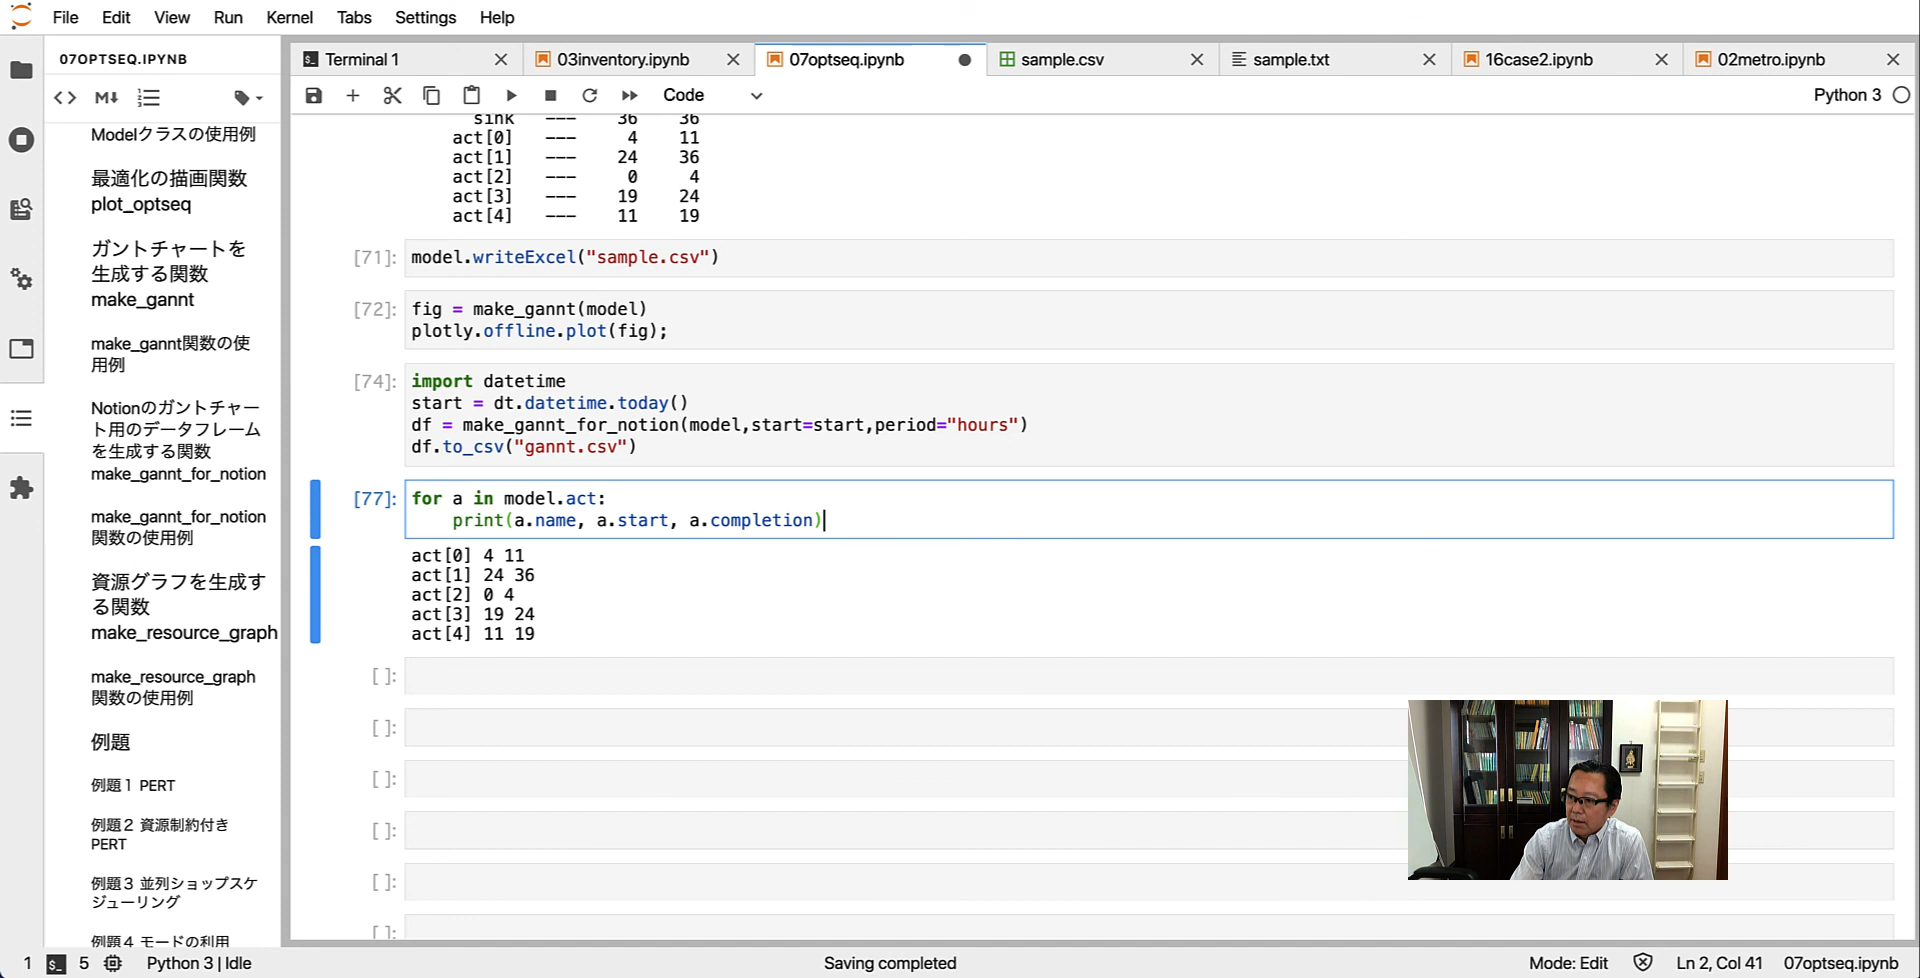 File Edit View Run Kernel Tabs Settings Help
07OPTSEQ.IPYNB
Terminal 1
03inventory.ipynb
07optseq.ipynb
sample.csv
sample.txt
16case2.ipynb
02metro.ipynb
Code
Python 3
Modelクラスの使用例
最適化の描画関数
plot_optseq
ガントチャートを
生成する関数
make_gannt
make_gannt関数の使
用例
Notionのガントチャー
ト用のデータフレーム
を生成する関数
make_gannt_for_notion
make_gannt_for_notion
関数の使用例
資源グラフを生成す
る関数
make_resource_graph
make_resource_graph
関数の使用例
例題
例題1 PERT
例題2 資源制約付き
PERT
例題3 並列ショップスケ
ジューリング
例題4 モードの利用
sink --- 36 36
act[0] --- 4 11
act[1] --- 24 36
act[2] --- 0 4
act[3] --- 19 24
act[4] --- 11 19
[71]: model.writeExcel("sample.csv")
[72]: fig = make_gannt(model)
plotly.offline.plot(fig);
[74]: import datetime
start = dt.datetime.today()
df = make_gannt_for_notion(model,start=start,period="hours")
df.to_csv("gannt.csv")
[77]: for a in model.act:
print(a.name, a.start, a.completion)
act[0] 4 11
act[1] 24 36
act[2] 0 4
act[3] 19 24
act[4] 11 19
[ ]:
[ ]:
[ ]:
[ ]:
[ ]:
[ ]:
1 5 Python 3 | Idle
Saving completed
Mode: Edit Ln 2, Col 41 07optseq.ipynb